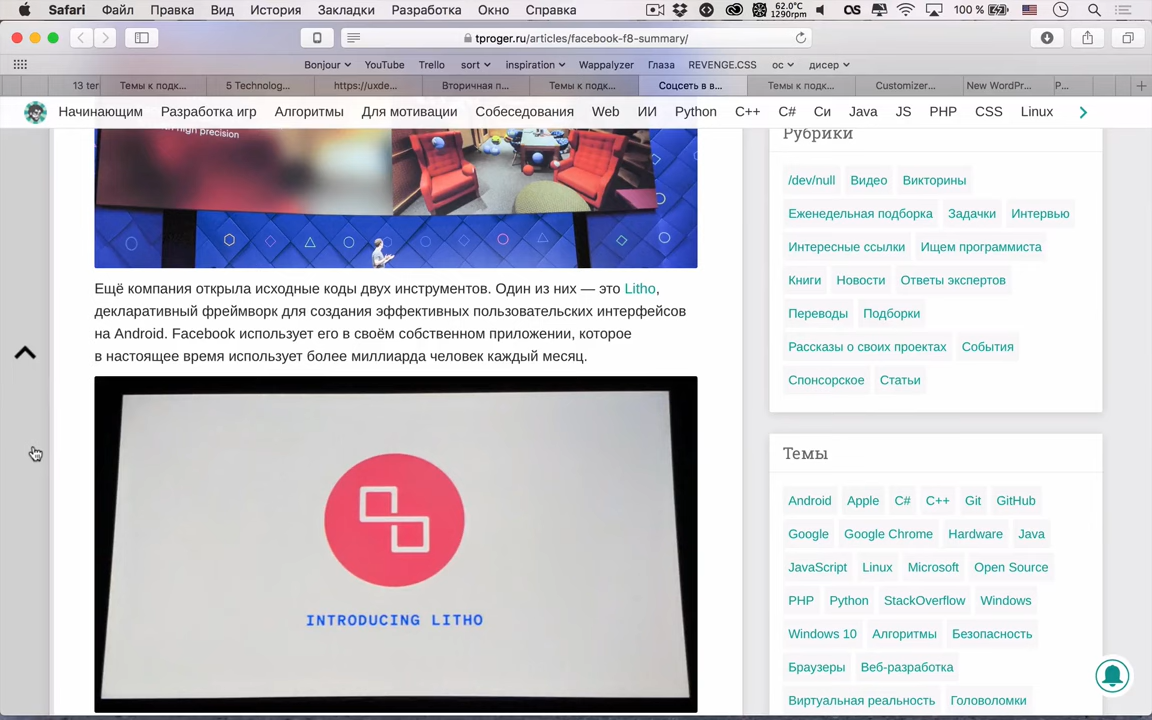 Safari Файл Правка Вид История Закладки Разработка Окно Справка 62.0°C 1290rpm 100 %
tproger.ru/articles/facebook-f8-summary/
Bonjour YouTube Trello sort inspiration Wappalyzer Глаза REVENGE.CSS ос дисер
13 ter Темы к подк... 5 Technolog... https://uxde... Вторичная п... Темы к подк... Соцсеть в в... Темы к подк... Customizer... New WordPr... P...
Начинающим Разработка игр Алгоритмы Для мотивации Собеседования Web ИИ Python C++ C# Си Java JS PHP CSS Linux
high precision
Ещё компания открыла исходные коды двух инструментов. Один из них — это Litho,
декларативный фреймворк для создания эффективных пользовательских интерфейсов
на Android. Facebook использует его в своём собственном приложении, которое
в настоящее время использует более миллиарда человек каждый месяц.
INTRODUCING LITHO
Рубрики
/dev/null Видео Викторины
Еженедельная подборка Задачки Интервью
Интересные ссылки Ищем программиста
Книги Новости Ответы экспертов
Переводы Подборки
Рассказы о своих проектах События
Спонсорское Статьи
Темы
Android Apple C# C++ Git GitHub
Google Google Chrome Hardware Java
JavaScript Linux Microsoft Open Source
PHP Python StackOverflow Windows
Windows 10 Алгоритмы Безопасность
Браузеры Веб-разработка
Виртуальная реальность Головоломки